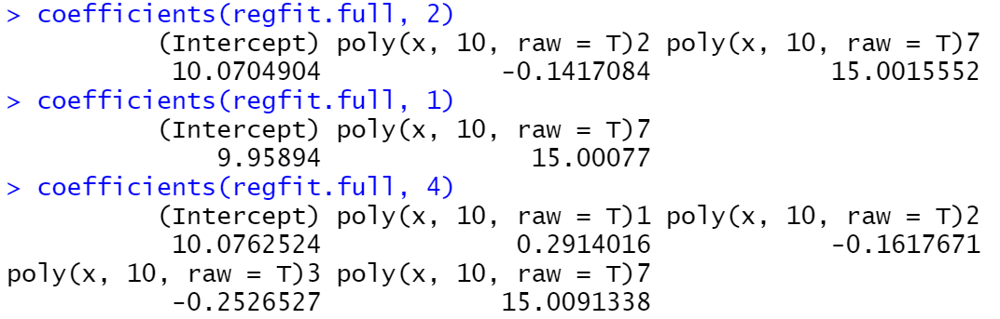 > coefficients(regfit.full, 2)
(Intercept) poly(x, 10, raw = T)2 poly(x, 10, raw = T)7
10.0704904 -0.1417084 15.0015552
> coefficients(regfit.full, 1)
(Intercept) poly(x, 10, raw = T)7
9.95894 15.00077
> coefficients(regfit.full, 4)
(Intercept) poly(x, 10, raw = T)1 poly(x, 10, raw = T)2
10.0762524 0.2914016 -0.1617671
poly(x, 10, raw = T)3 poly(x, 10, raw = T)7
-0.2526527 15.0091338